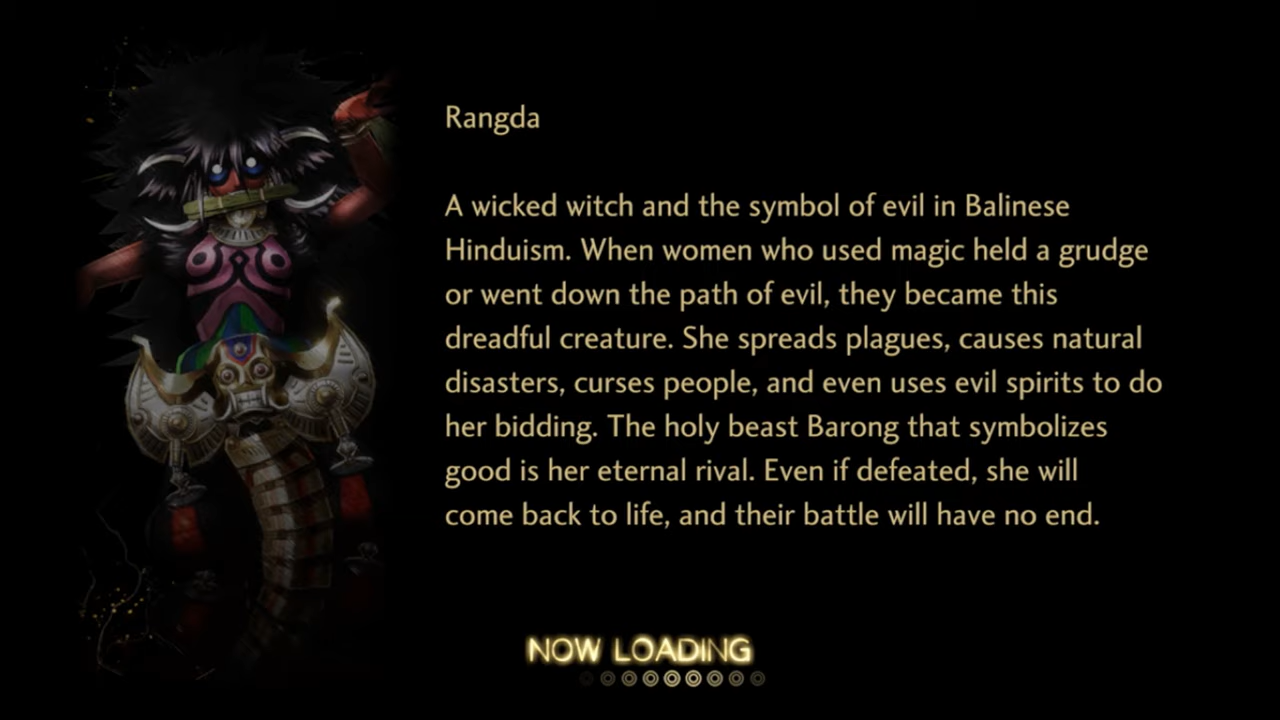 Rangda
A wicked witch and the symbol of evil in Balinese
Hinduism. When women who used magic held a grudge
or went down the path of evil, they became this
dreadful creature. She spreads plagues, causes natural
disasters, curses people, and even uses evil spirits to do
her bidding. The holy beast Barong that symbolizes
good is her eternal rival. Even if defeated, she will
come back to life, and their battle will have no end.
NOW LOADING